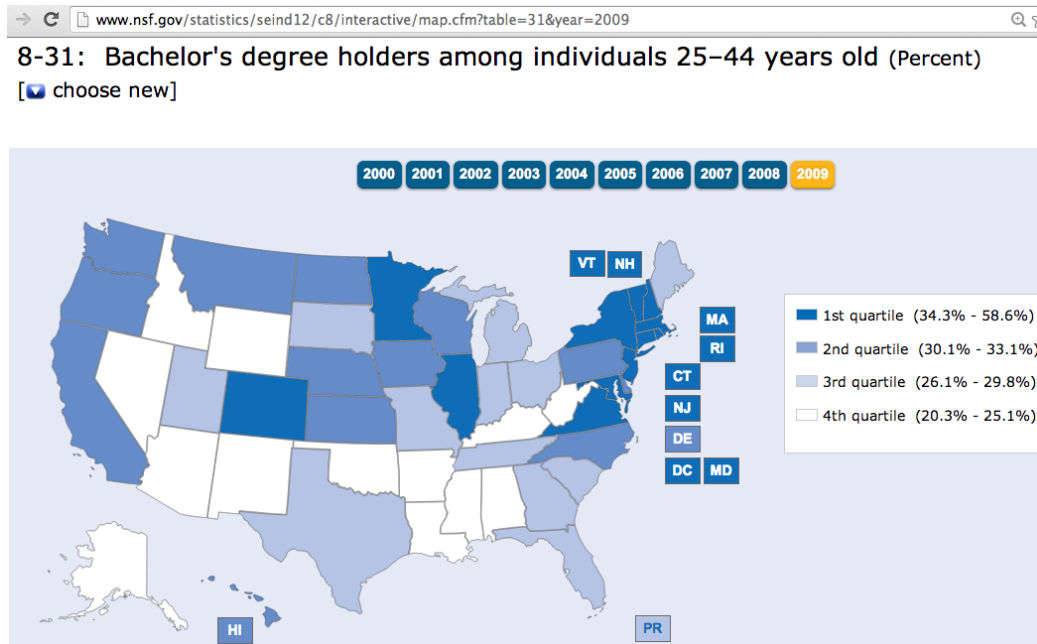 www.nsf.gov/statistics/seind12/c8/interactive/map.cfm?table=31&year=2009
8-31: Bachelor's degree holders among individuals 25–44 years old (Percent)
[ choose new]
2000 2001 2002 2003 2004 2005 2006 2007 2008 2009
VT NH
MA
RI
CT
NJ
DE
DC MD
1st quartile (34.3% - 58.6%)
2nd quartile (30.1% - 33.1%)
3rd quartile (26.1% - 29.8%)
4th quartile (20.3% - 25.1%)
HI
PR